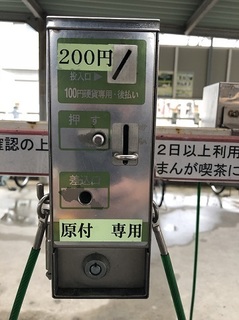 200円
投入口▶
100円硬貨専用・後払い
押す
差込口
原付 専用
確認の上
2日以上利用
まんが喫茶に